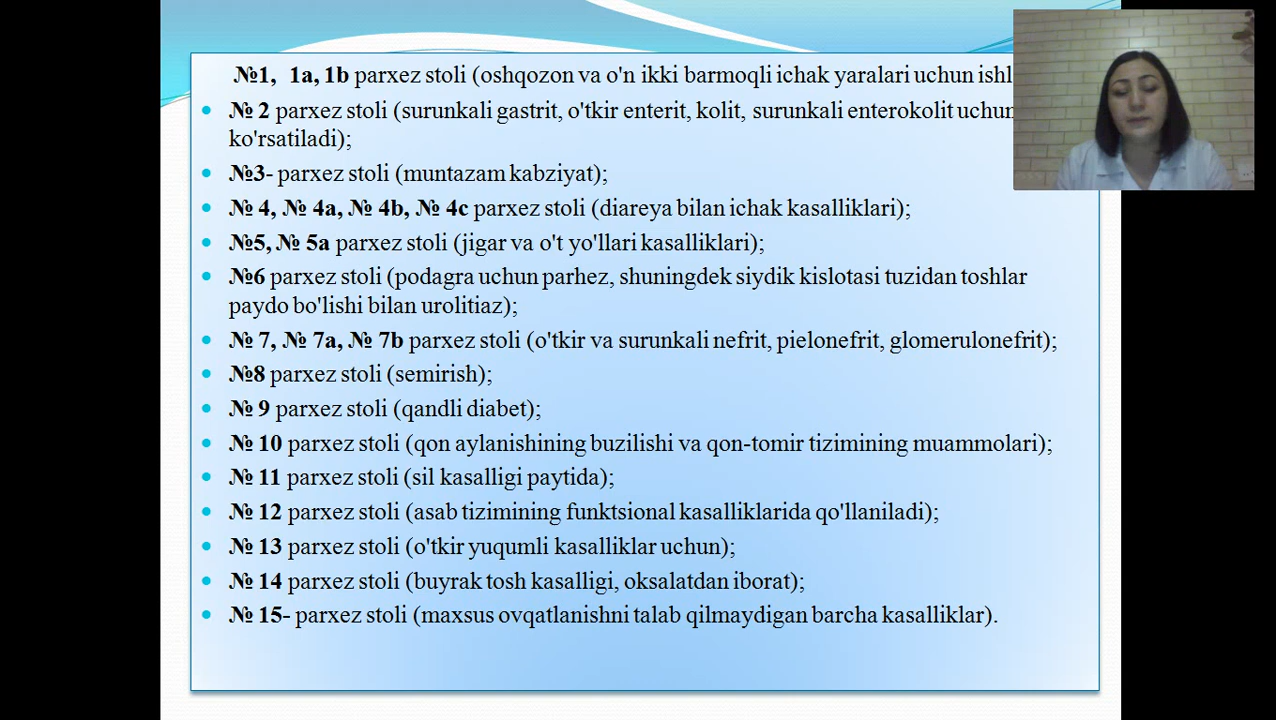 №1, 1a, 1b parxez stoli (oshqozon va o'n ikki barmoqli ichak yaralari uchun
№ 2 parxez stoli (surunkali gastrit, o'tkir enterit, kolit, surunkali enterokolit uchun
ko'rsatiladi);
№3- parxez stoli (muntazam kabziyat);
№ 4, № 4a, № 4b, № 4c parxez stoli (diareya bilan ichak kasalliklari);
№5, № 5a parxez stoli (jigar va o't yo'llari kasalliklari);
№6 parxez stoli (podagra uchun parhez, shuningdek siydik kislotasi tuzidan toshlar
paydo bo'lishi bilan urolitiaz);
№ 7, № 7a, № 7b parxez stoli (o'tkir va surunkali nefrit, pielonefrit, glomerulonefrit);
№8 parxez stoli (semirish);
№ 9 parxez stoli (qandli diabet);
№ 10 parxez stoli (qon aylanishining buzilishi va qon-tomir tizimining muammolari);
№ 11 parxez stoli (sil kasalligi paytida);
№ 12 parxez stoli (asab tizimining funktsional kasalliklarida qo'llaniladi);
№ 13 parxez stoli (o'tkir yuqumli kasalliklar uchun);
№ 14 parxez stoli (buyrak tosh kasalligi, oksalatdan iborat);
№ 15- parxez stoli (maxsus ovqatlanishni talab qilmaydigan barcha kasalliklar).